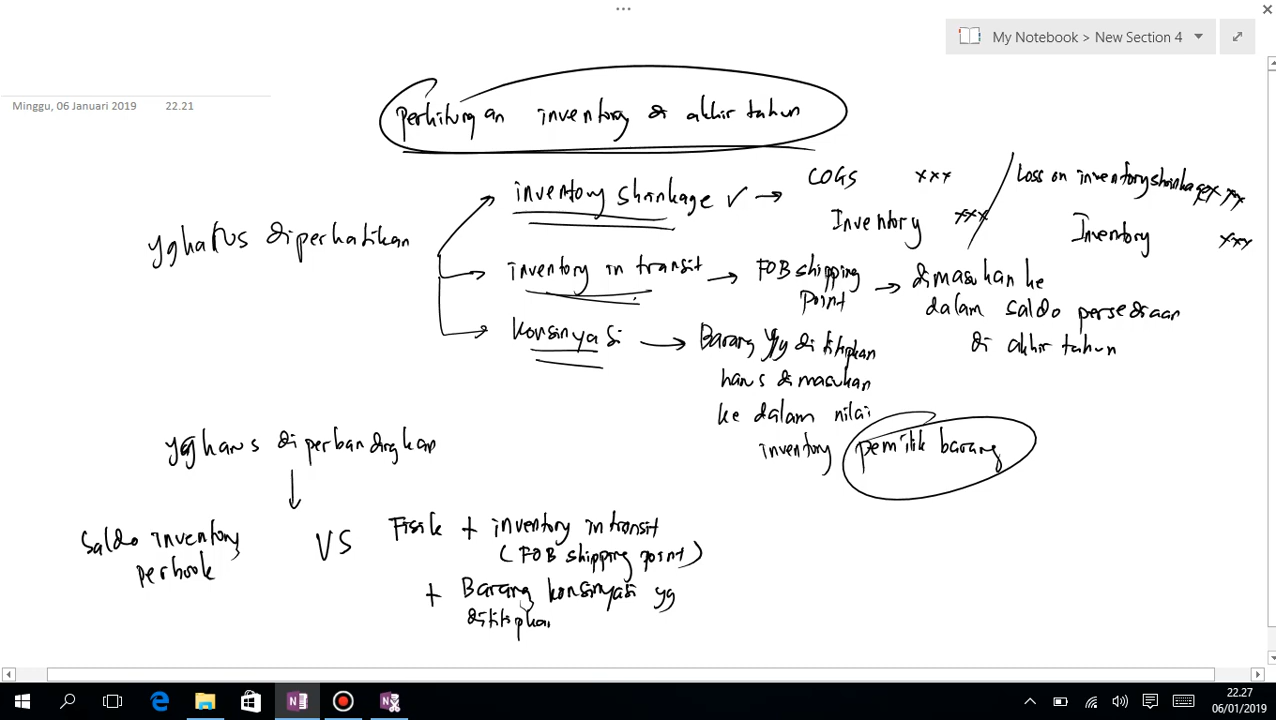 My Notebook > New Section 4
Minggu, 06 Januari 2019 22.21
perhitungan inventory di akhir tahun
yg harus diperhatikan
inventory shrinkage ✓ → COGS xxx
Inventory xxx
/ Loss on inventory shrinkage xxx
Inventory xxx
inventory in transit → FOB shipping
Point → dimasukan ke
dalam saldo persediaan
di akhir tahun
konsinyasi → Barang yg di titipkan
harus dimasukan
ke dalam nilai
inventory pemilik barang
yg harus diperbandingkan
↓
Saldo inventory
perbook
VS
Fisik + inventory in transit
(FOB shipping point)
+ Barang konsinyasi yg
dititipkan
22.27
06/01/2019